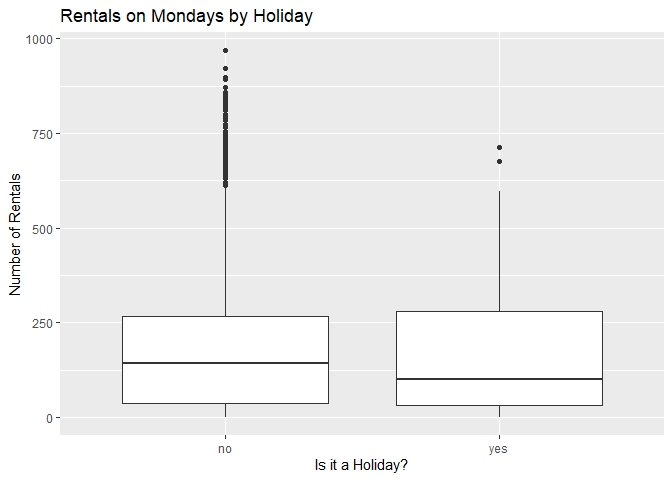 Rentals on Mondays by Holiday
1000
750
500
250
0
Number of Rentals
no yes
Is it a Holiday?